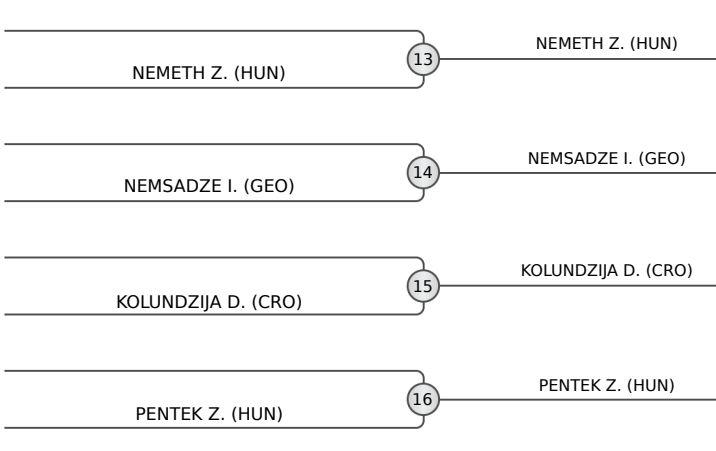 NEMETH Z. (HUN)
13
NEMETH Z. (HUN)
NEMSADZE I. (GEO)
14
NEMSADZE I. (GEO)
KOLUNDZIJA D. (CRO)
15
KOLUNDZIJA D. (CRO)
PENTEK Z. (HUN)
16
PENTEK Z. (HUN)